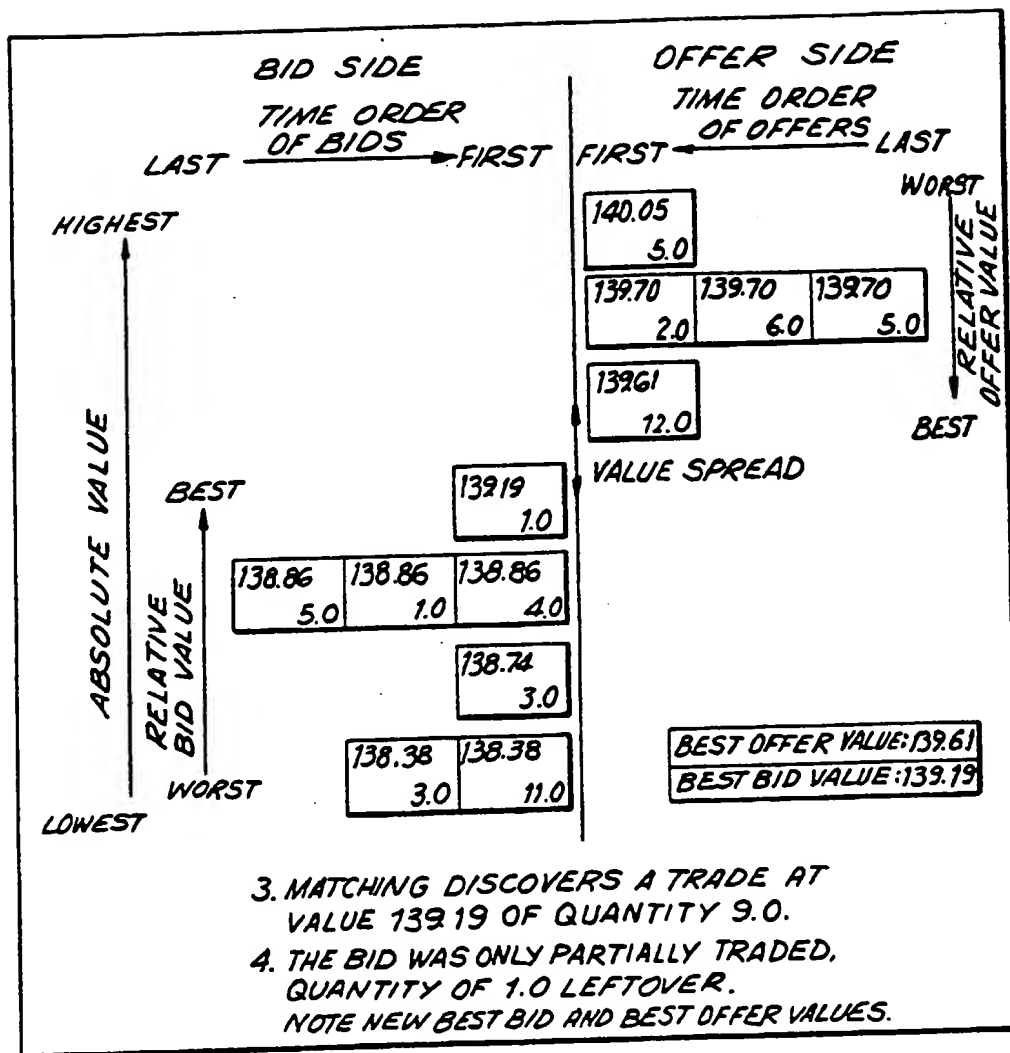 BID SIDE
OFFER SIDE
TIME ORDER
OF BIDS
TIME ORDER
OF OFFERS
LAST
FIRST
FIRST
LAST
HIGHEST
WORST
140.05
5.0
139.70 139.70 139.70
2.0 6.0 5.0
RELATIVE
OFFER VALUE
139.61
12.0
BEST
VALUE SPREAD
ABSOLUTE VALUE
BEST
139.19
1.0
138.86 138.86 138.86
5.0 1.0 4.0
RELATIVE
BID VALUE
138.74
3.0
138.38 138.38
3.0 11.0
WORST
LOWEST
BEST OFFER VALUE:139.61
BEST BID VALUE:139.19
3. MATCHING DISCOVERS A TRADE AT
VALUE 139.19 OF QUANTITY 9.0.
4. THE BID WAS ONLY PARTIALLY TRADED,
QUANTITY OF 1.0 LEFTOVER.
NOTE NEW BEST BID AND BEST OFFER VALUES.